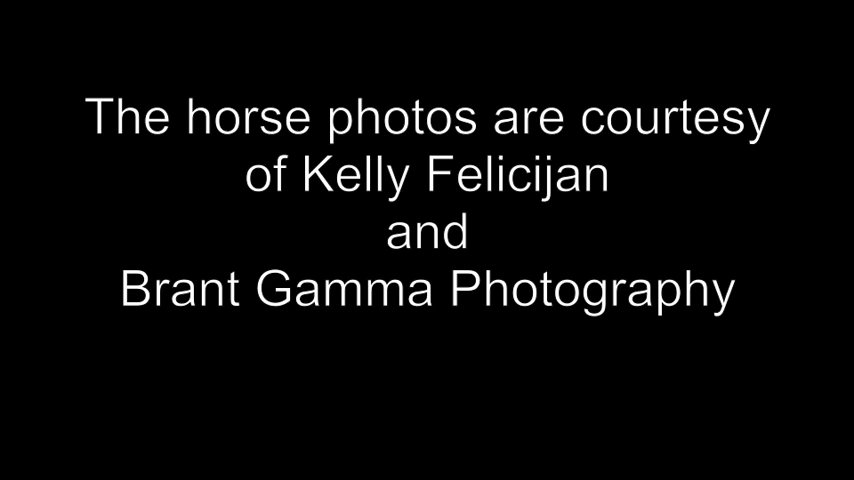 The horse photos are courtesy
of Kelly Felicijan
and
Brant Gamma Photography